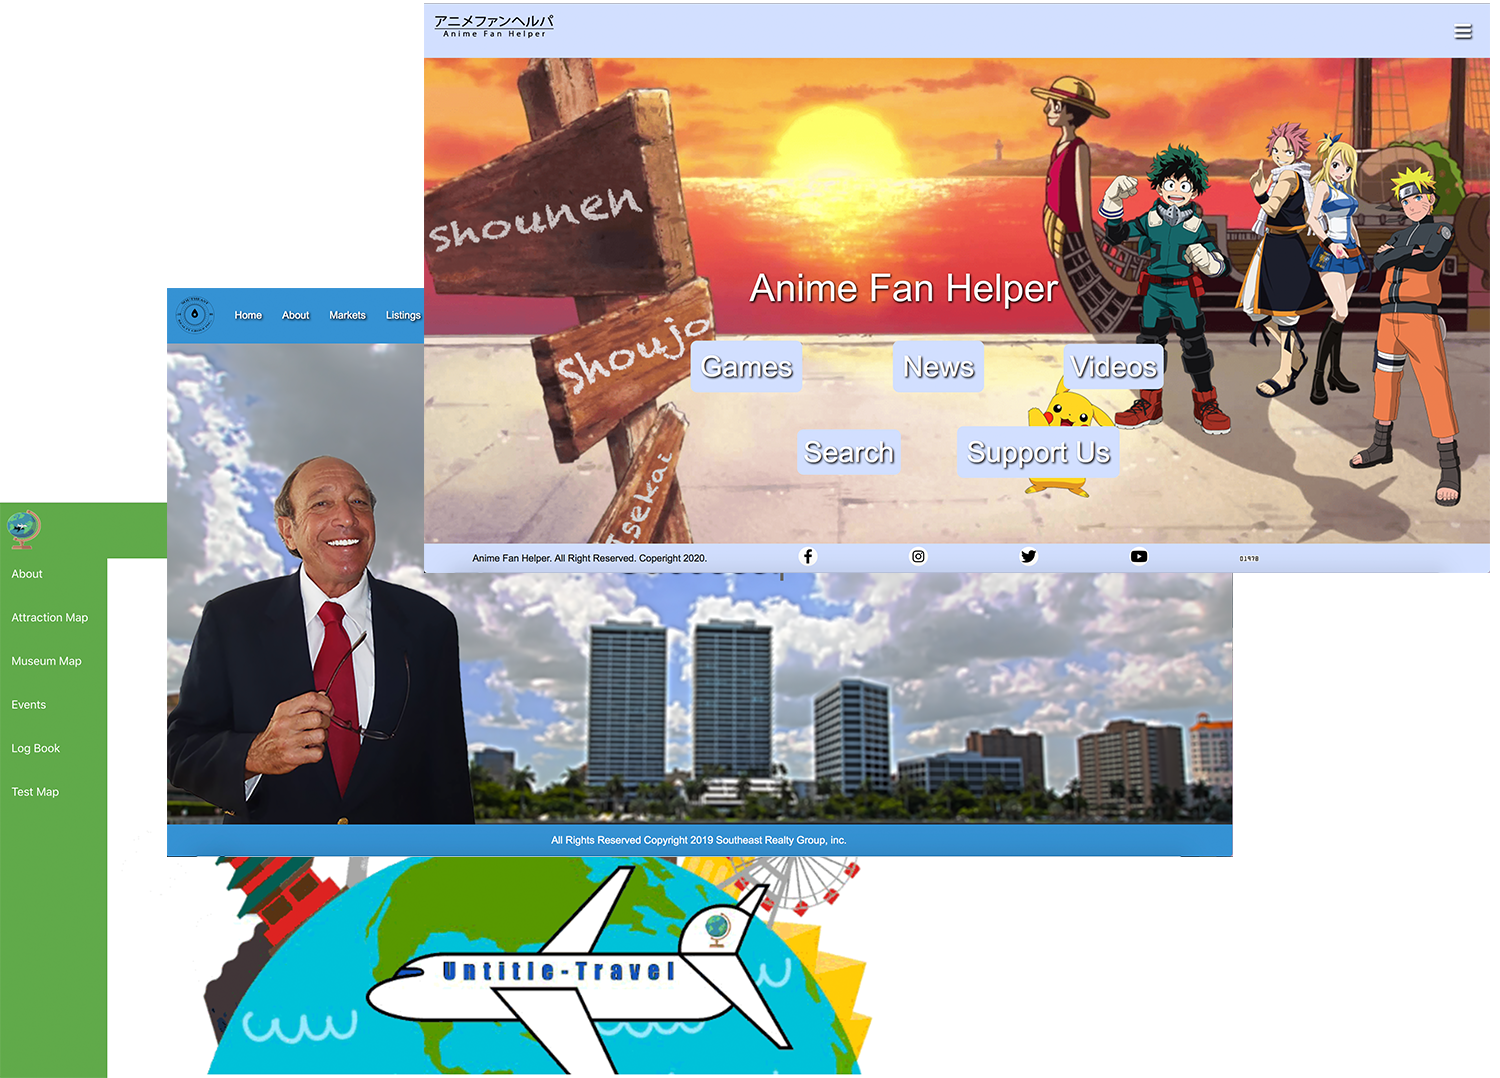 アニメファンヘルパ
Anime Fan Helper
shounen
Shoujo
Isekai
Anime Fan Helper
Games
News
Videos
Search
Support Us
Anime Fan Helper. All Right Reserved. Coperight 2020.
01978
SOUTHEAST
Home
About
Markets
Listings
All Rights Reserved Copyright 2019 Southeast Realty Group, inc.
About
Attraction Map
Museum Map
Events
Log Book
Test Map
Untitle-Travel